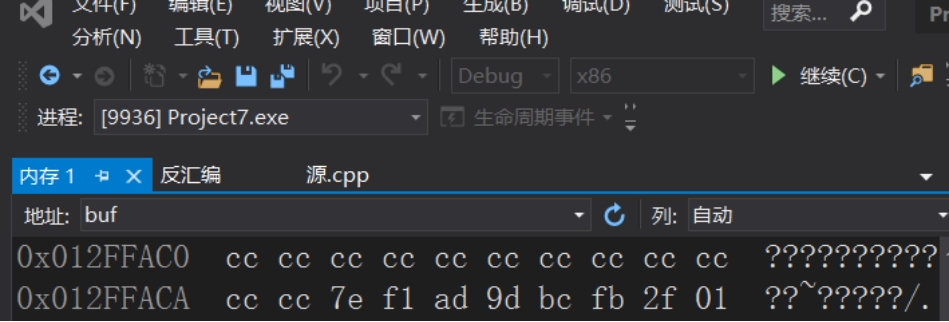 文件(F) 编辑(E) 视图(V) 项目(P) 生成(B) 调试(D) 测试(S) 搜索... Pr
分析(N) 工具(T) 扩展(X) 窗口(W) 帮助(H)
Debug x86 继续(C)
进程: [9936] Project7.exe 生命周期事件
内存 1 反汇编 源.cpp
地址: buf 列: 自动
0x012FFAC0 cc cc cc cc cc cc cc cc cc cc ??????????
0x012FFACA cc cc 7e f1 ad 9d bc fb 2f 01 ??~?????/.